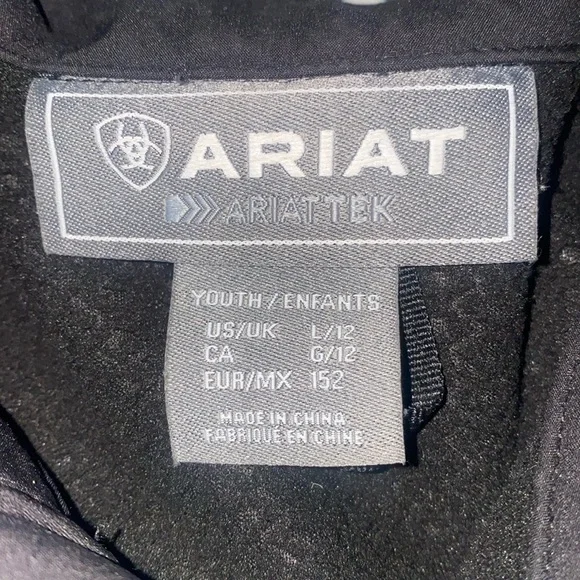 ARIAT
ARIATTEK
YOUTH/ENFANTS
US/UK L/12
CA G/12
EUR/MX 152
MADE IN CHINA
FABRIQUÉ EN CHINE